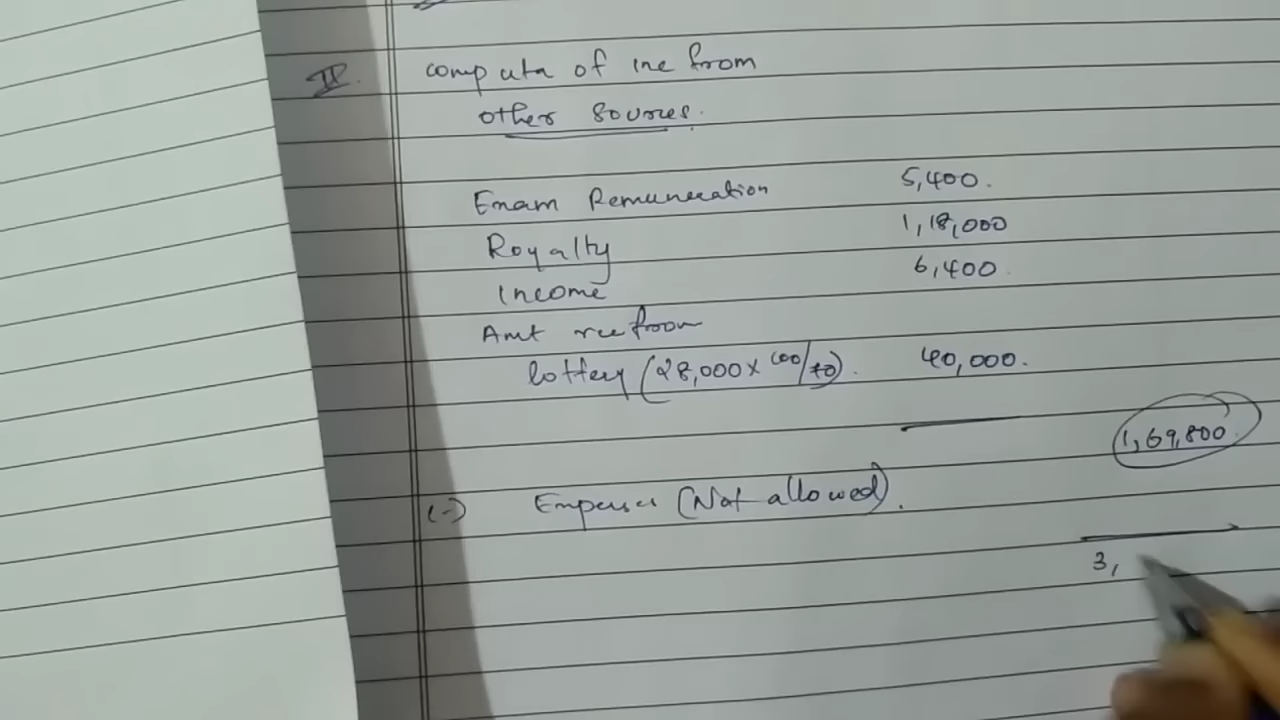 II. computa of inc from
other sources.
Exam Remuneration 5,400.
Royalty 1,18,000
Income 6,400.
Amt rec from
lottery (28,000 x 100/70). 40,000.
1,69,800
(-) Expenses (Not allowed).
3,